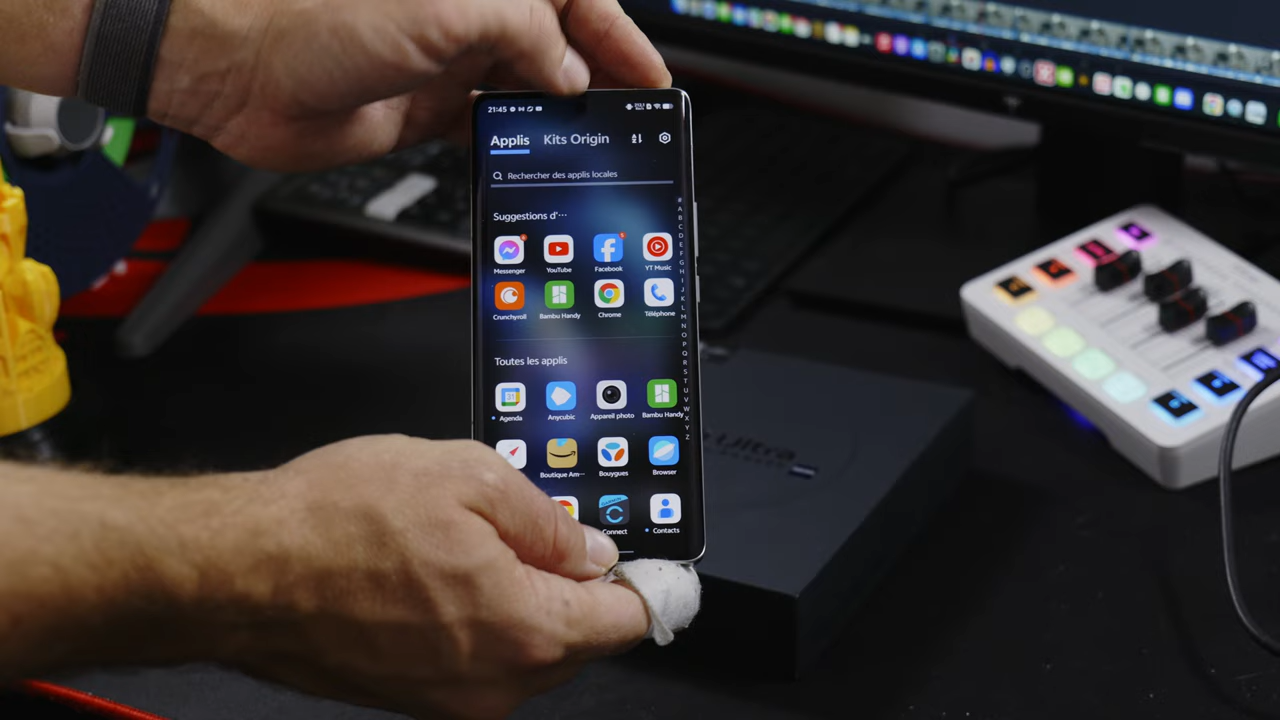 21:45
Applis Kits Origin
Rechercher des applis locales
Suggestions d'···
Messenger YouTube Facebook YT Music
Crunchyroll Bambu Handy Chrome Téléphone
Toutes les applis
Agenda Anycubic Appareil photo Bambu Handy
Boutique Am··· Bouygues Browser
Connect Contacts
#
A
B
C
D
E
F
G
H
I
J
K
L
M
N
O
P
Q
R
S
T
U
V
W
X
Y
Z
Ultra